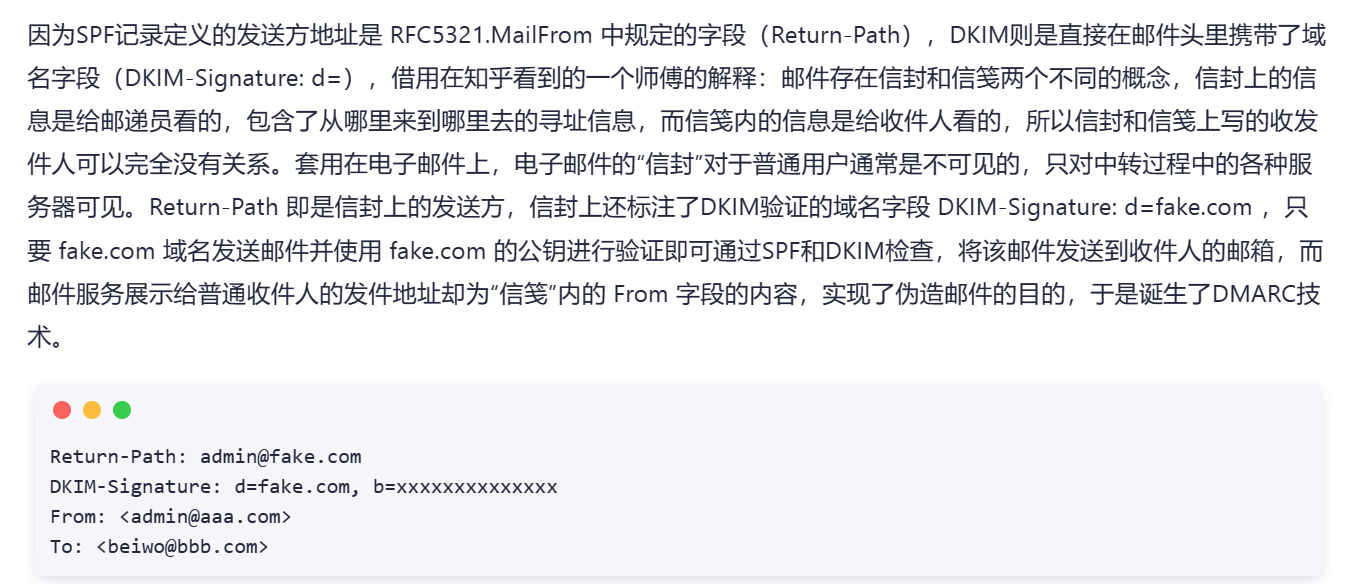 因为SPF记录定义的发送方地址是 RFC5321.MailFrom 中规定的字段（Return-Path），DKIM则是直接在邮件头里携带了域
名字段（DKIM-Signature: d=），借用在知乎看到的一个师傅的解释：邮件存在信封和信笺两个不同的概念，信封上的信
息是给邮递员看的，包含了从哪里来到哪里去的寻址信息，而信笺内的信息是给收件人看的，所以信封和信笺上写的收发
件人可以完全没有关系。套用在电子邮件上，电子邮件的“信封”对于普通用户通常是不可见的，只对中转过程中的各种服
务器可见。Return-Path 即是信封上的发送方，信封上还标注了DKIM验证的域名字段 DKIM-Signature: d=fake.com ，只
要 fake.com 域名发送邮件并使用 fake.com 的公钥进行验证即可通过SPF和DKIM检查，将该邮件发送到收件人的邮箱，而
邮件服务展示给普通收件人的发件地址却为“信笺”内的 From 字段的内容，实现了伪造邮件的目的，于是诞生了DMARC技
术。
Return-Path: admin@fake.com
DKIM-Signature: d=fake.com, b=xxxxxxxxxxxxxx
From: <admin@aaa.com>
To: <beiwo@bbb.com>